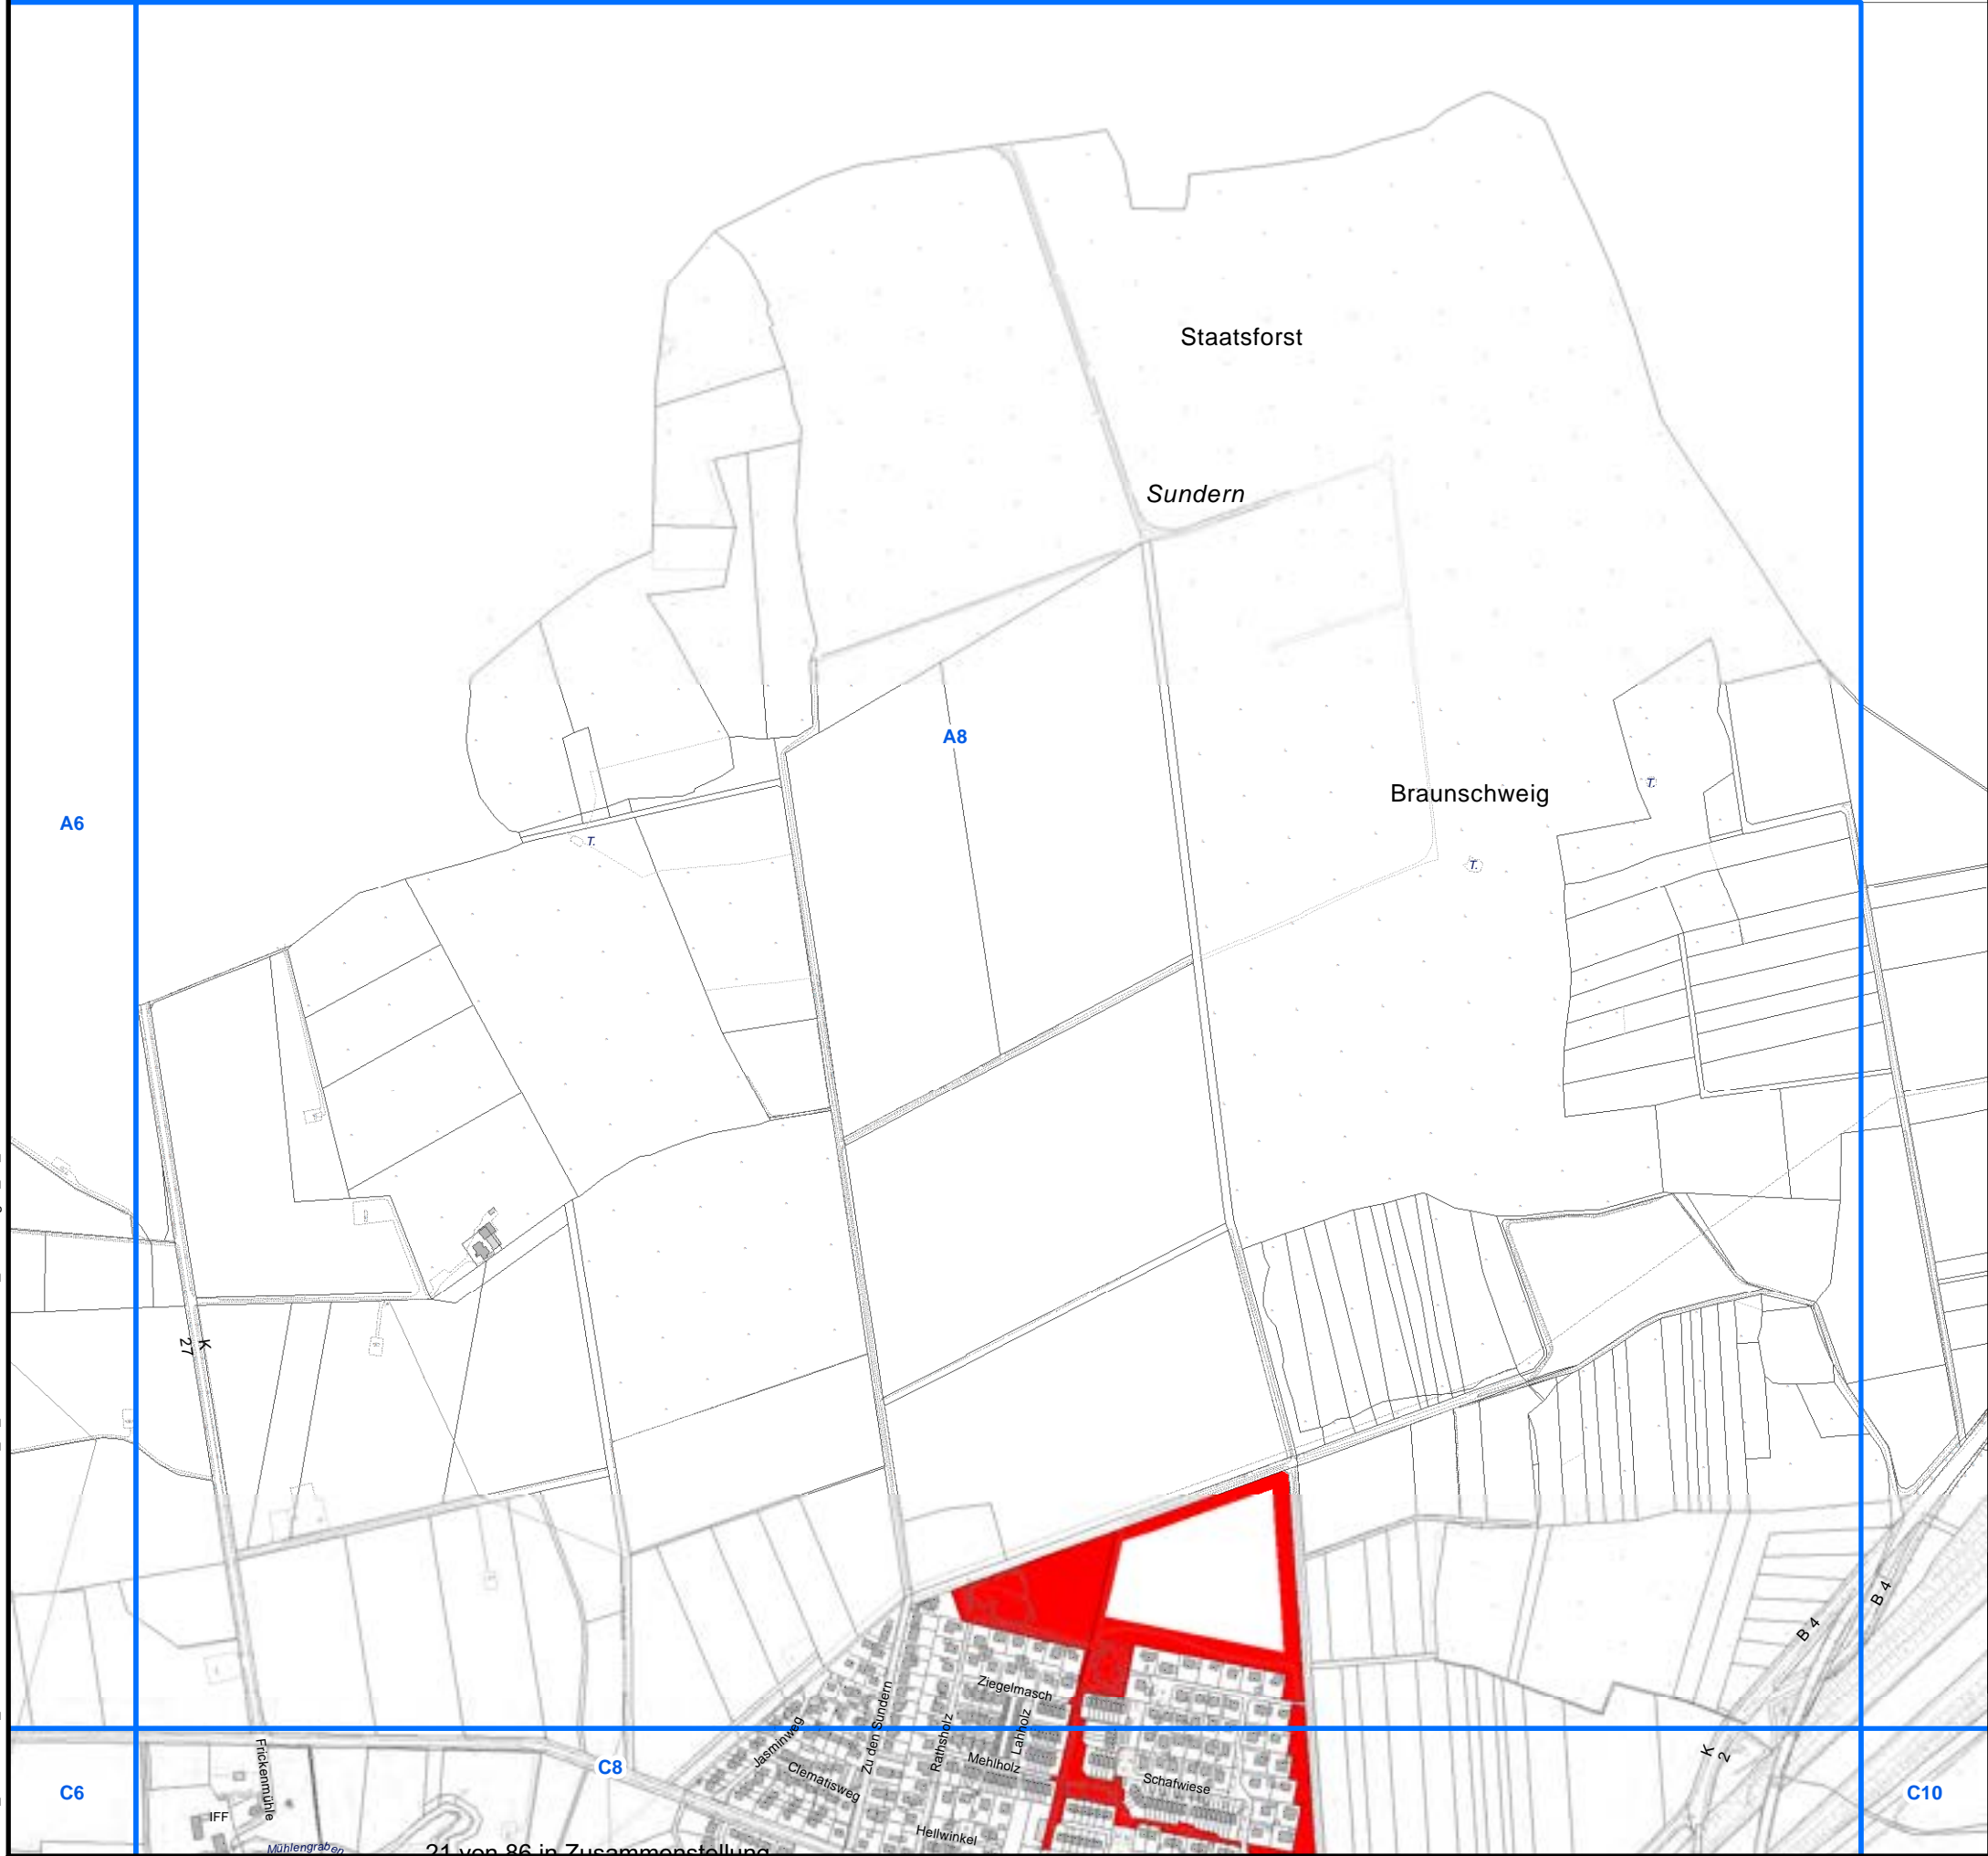 Staatsforst
Sundern
A8
Braunschweig
T.
A6
T.
T.
K
27
B 4
B 4
Ziegelmasch
Zu den Sundern
Rathsholz
Lahholz
Jasminweg
Mehlholz
K
2
Frickenmühle
C8
Clematisweg
Schafwiese
C6
C10
IFF
Hellwinkel
Mühlengraben
21 von 86 in Zusammenstellung